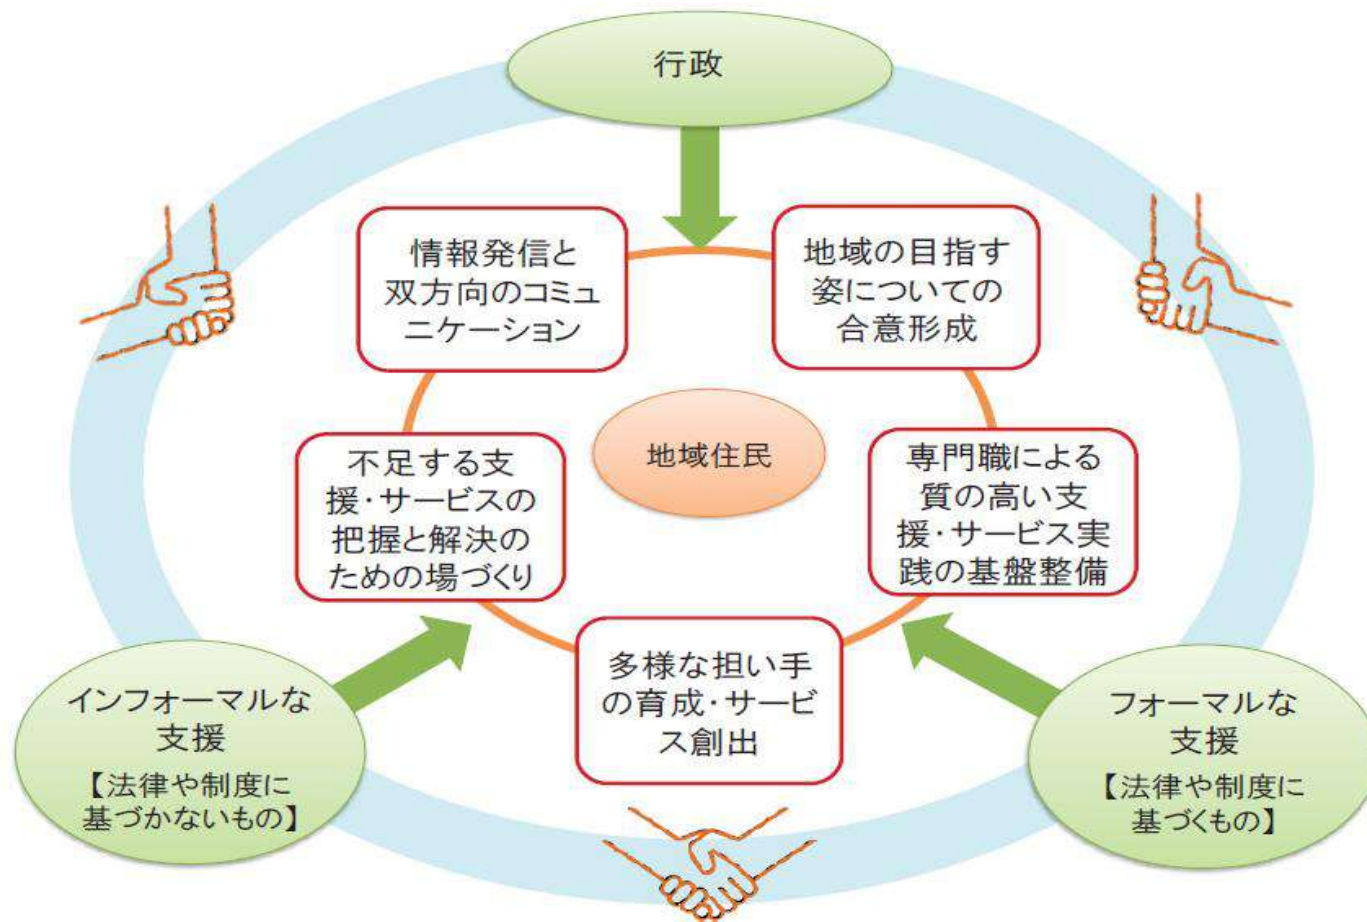 行政
情報発信と
双方向のコミュ
ニケーション
地域の目指す
姿についての
合意形成
地域住民
不足する支
援・サービスの
把握と解決の
ための場づくり
専門職による
質の高い支
援・サービス実
践の基盤整備
多様な担い手
の育成・サービ
ス創出
インフォーマルな
支援
【法律や制度に
基づかないもの】
フォーマルな
支援
【法律や制度に
基づくもの】